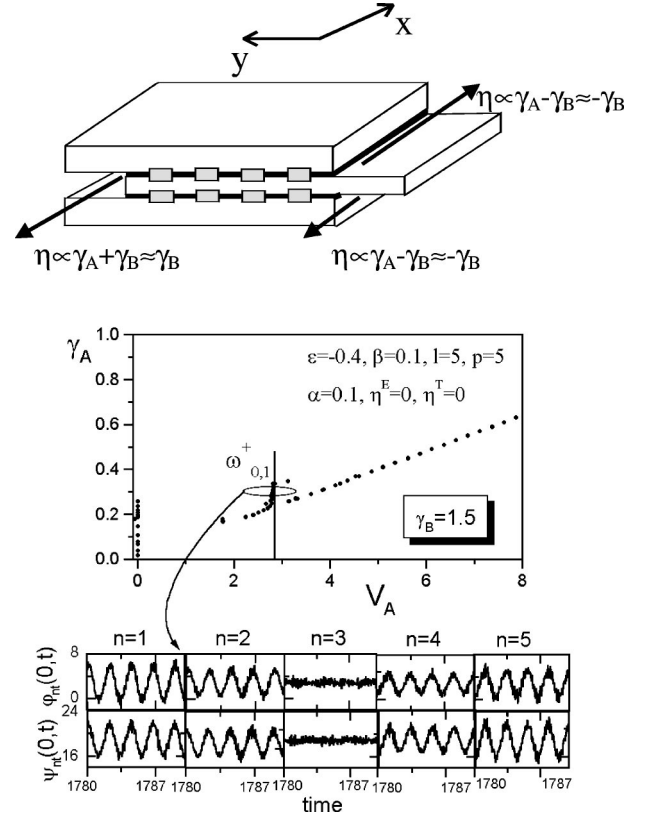 x
y
η∝γA-γB≈-γB
η∝γA+γB≈γB
η∝γA-γB≈-γB
γA
1.0
0.8
0.6
0.4
0.2
0.0
ε=-0.4, β=0.1, l=5, p=5
α=0.1, ηE=0, ηT=0
ω+0,1
γB=1.5
0 2 4 6 8
VA
n=1 n=2 n=3 n=4 n=5
φnt(0,t)
8
0
ψnt(0,t)
24
16
1780 1787 1780 1787 1780 1787 1780 1787 1780 1787
time